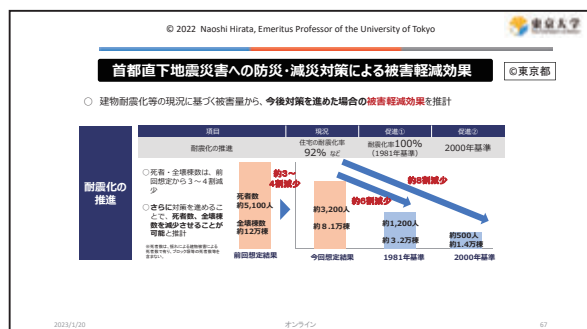 © 2022 Naoshi Hirata, Emeritus Professor of the University of Tokyo
東京大学
首都直下地震災害への防災・減災対策による被害軽減効果
©東京都
○ 建物耐震化等の現況に基づく被害量から、今後対策を進めた場合の被害軽減効果を推計
項目 現況 促進① 促進②
耐震化の推進 住宅の耐震化率 92% など 耐震化率100% (1981年基準) 2000年基準
耐震化の
推進
○死者・全壊棟数は、前
回想定から3~4割減
少
○さらに対策を進めるこ
とで、死者数、全壊棟
数を減少させることが
可能と推計
死者数
約5,100人
全壊棟数
約12万棟
前回想定結果
約3~
4割減少
約3,200人
約8.1万棟
今回想定結果
約6割減少
約1,200人
約3.2万棟
1981年基準
約8割減少
約500人
約1.4万棟
2000年基準
2023/1/20
オンライン
67